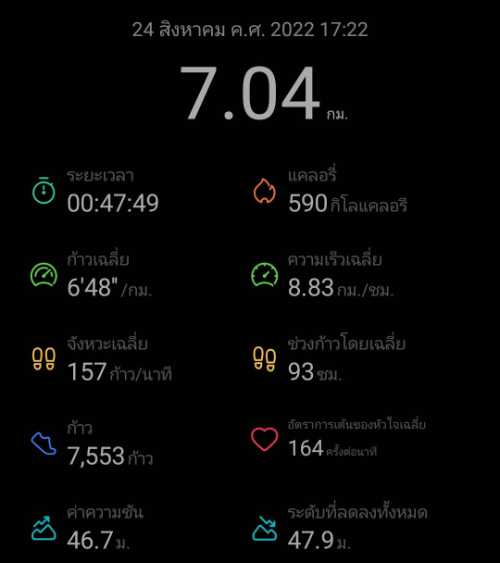 24 สิงหาคม ค.ศ. 2022 17:22
7.04 กม.
ระยะเวลา
00:47:49
แคลอรี่
590 กิโลแคลอรี
ก้าวเฉลี่ย
6'48" /กม.
ความเร็วเฉลี่ย
8.83 กม./ชม.
จังหวะเฉลี่ย
157 ก้าว/นาที
ช่วงก้าวโดยเฉลี่ย
93 ซม.
ก้าว
7,553 ก้าว
อัตราการเต้นของหัวใจเฉลี่ย
164 ครั้งต่อนาที
ค่าความชัน
46.7 ม.
ระดับที่ลดลงทั้งหมด
47.9 ม.